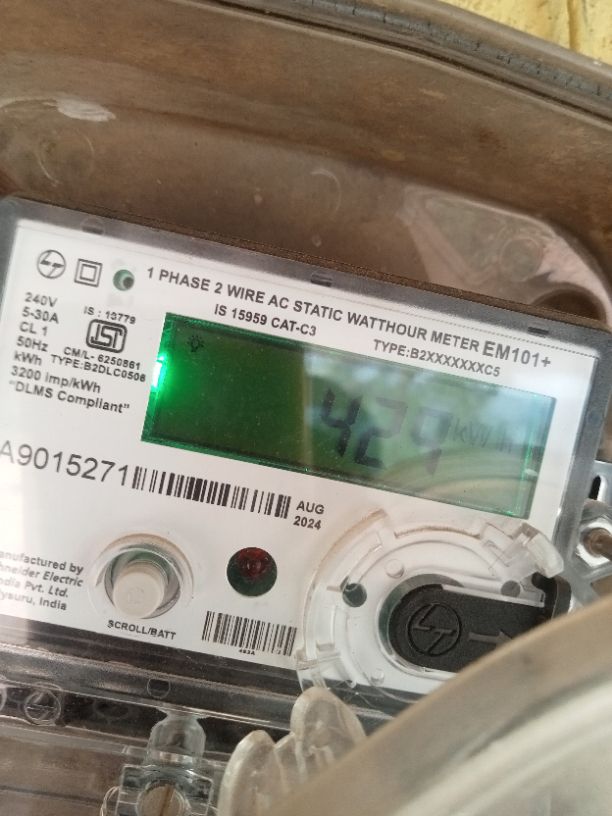 1 PHASE 2 WIRE AC STATIC WATTHOUR METER EM101+
IS 15959 CAT-C3
TYPE:B2XXXXXXXC5
240V
5-30A
CL 1
50Hz
kWh
3200 imp/kWh
"DLMS Compliant"
IS : 13779
ISI
CM/L- 6250861
TYPE:B2DLC0506
429 kWh
A9015271
AUG
2024
anufactured by
hneider Electric
ndia Pvt. Ltd.
ysuru, India
SCROLL/BATT